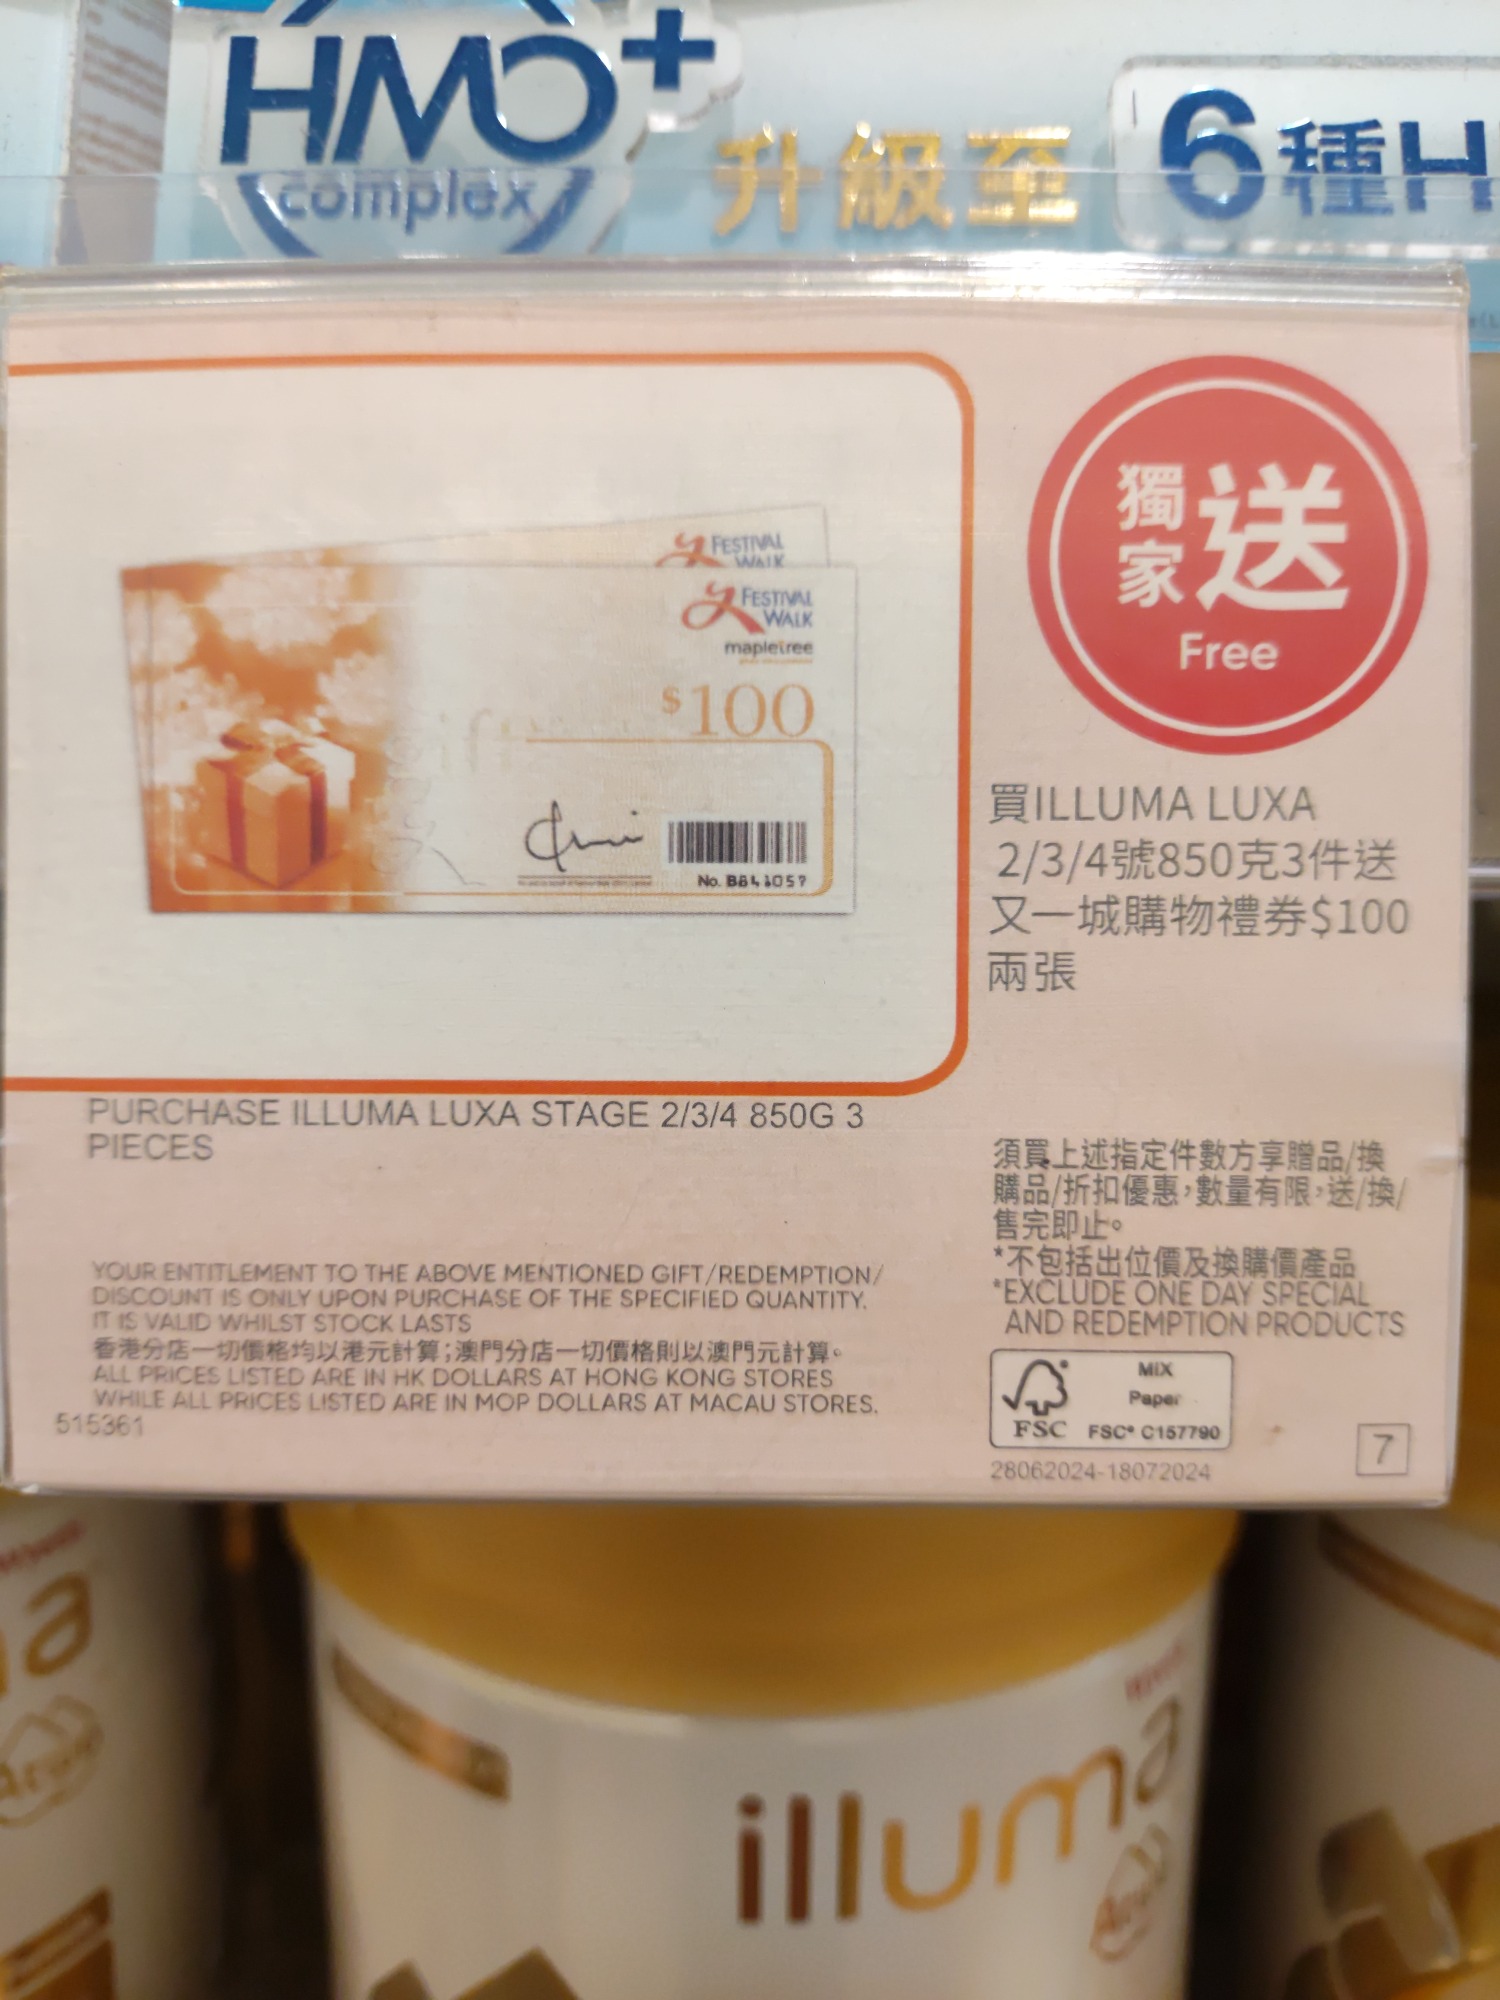 HMO+
complex
升級至
6種H
FESTIVAL
WALK
FESTIVAL
WALK
mapletree
$100
No. B841057
獨家送
Free
買ILLUMA LUXA
2/3/4號850克3件送
又一城購物禮券$100
兩張
PURCHASE ILLUMA LUXA STAGE 2/3/4 850G 3
PIECES
須買上述指定件數方享贈品/換
購品/折扣優惠,數量有限,送/換/
售完即止。
*不包括出位價及換購價產品
*EXCLUDE ONE DAY SPECIAL
AND REDEMPTION PRODUCTS
YOUR ENTITLEMENT TO THE ABOVE MENTIONED GIFT/REDEMPTION/
DISCOUNT IS ONLY UPON PURCHASE OF THE SPECIFIED QUANTITY.
IT IS VALID WHILST STOCK LASTS
香港分店一切價格均以港元計算;澳門分店一切價格則以澳門元計算。
ALL PRICES LISTED ARE IN HK DOLLARS AT HONG KONG STORES
WHILE ALL PRICES LISTED ARE IN MOP DOLLARS AT MACAU STORES.
515361
MIX
Paper
FSC
FSC® C157790
28062024-18072024
7
illuma